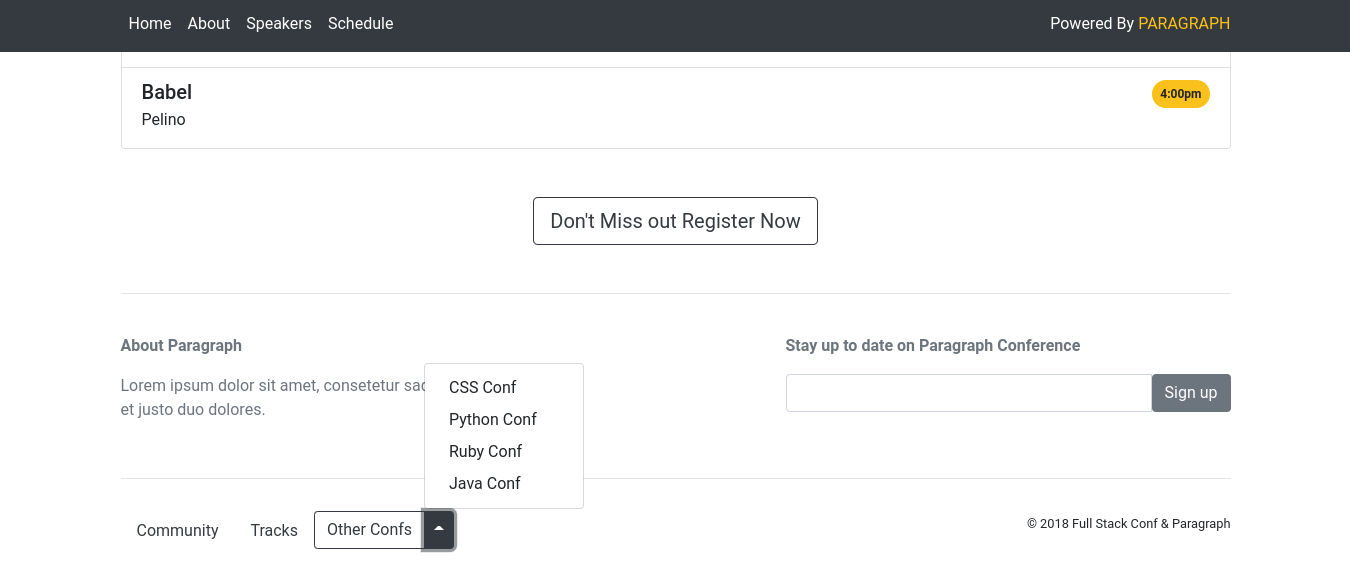 Home About Speakers Schedule
Powered By PARAGRAPH
Babel
4:00pm
Pelino
Don't Miss out Register Now
About Paragraph
Lorem ipsum dolor sit amet, consetetur
et justo duo dolores.
Stay up to date on Paragraph Conference
Sign up
CSS Conf
Python Conf
Ruby Conf
Java Conf
Community Tracks Other Confs
© 2018 Full Stack Conf & Paragraph